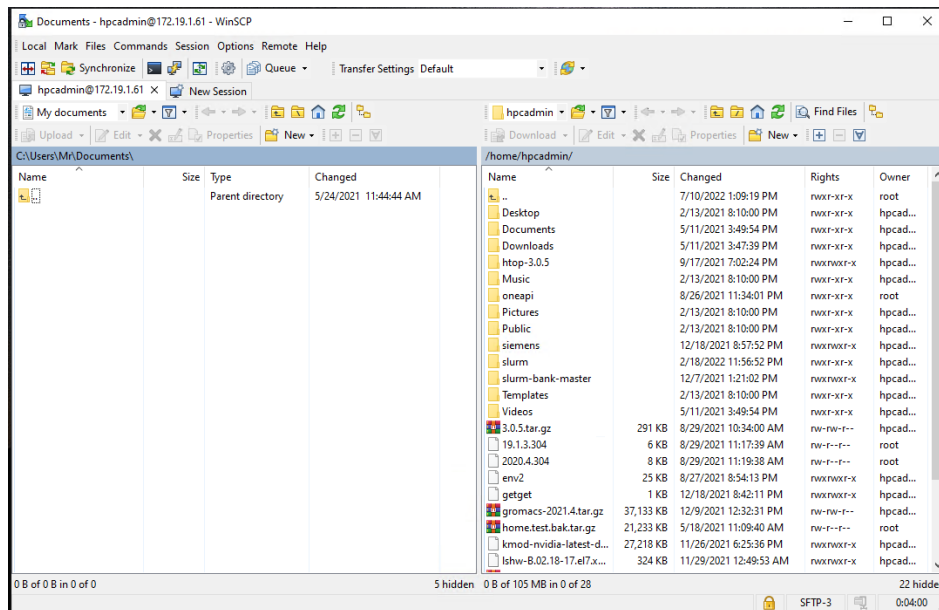 Documents - hpcadmin@172.19.1.61 - WinSCP
Local Mark Files Commands Session Options Remote Help
Synchronize Queue Transfer Settings Default
hpcadmin@172.19.1.61 New Session
My documents hpcadmin Find Files
Upload Edit Properties New Download Edit Properties New
C:\Users\Mr\Documents\ /home/hpcadmin/
Name Size Type Changed Name Size Changed Rights Owner
.. Parent directory 5/24/2021 11:44:44 AM .. 7/10/2022 1:09:19 PM rwxr-xr-x root
Desktop 2/13/2021 8:10:00 PM rwxr-xr-x hpcad...
Documents 5/11/2021 3:49:54 PM rwxr-xr-x hpcad...
Downloads 5/11/2021 3:47:39 PM rwxr-xr-x hpcad...
htop-3.0.5 9/17/2021 7:02:24 PM rwxrwxr-x hpcad...
Music 2/13/2021 8:10:00 PM rwxr-xr-x hpcad...
oneapi 8/26/2021 11:34:01 PM rwxr-xr-x root
Pictures 2/13/2021 8:10:00 PM rwxr-xr-x hpcad...
Public 2/13/2021 8:10:00 PM rwxr-xr-x hpcad...
siemens 12/18/2021 8:57:52 PM rwxrwxr-x hpcad...
slurm 2/18/2022 11:56:52 PM rwxr-xr-x hpcad...
slurm-bank-master 12/7/2021 1:21:02 PM rwxrwxr-x hpcad...
Templates 2/13/2021 8:10:00 PM rwxr-xr-x hpcad...
Videos 5/11/2021 3:49:54 PM rwxr-xr-x hpcad...
3.0.5.tar.gz 291 KB 8/29/2021 10:34:00 AM rw-rw-r-- hpcad...
19.1.3.304 6 KB 8/29/2021 11:17:39 AM rw-r--r-- root
2020.4.304 8 KB 8/29/2021 11:19:38 AM rw-r--r-- root
env2 25 KB 8/27/2021 8:54:13 PM rwxrwxr-x hpcad...
getget 1 KB 12/18/2021 8:42:11 PM rwxrwxr-x hpcad...
gromacs-2021.4.tar.gz 37,133 KB 12/9/2021 12:32:31 PM rw-rw-r-- hpcad...
home.test.bak.tar.gz 21,233 KB 5/18/2021 11:09:40 AM rw-r--r-- root
kmod-nvidia-latest-d... 27,218 KB 11/26/2021 6:25:36 PM rwxrwxr-x hpcad...
lshw-B.02.18-17.el7.x... 324 KB 11/29/2021 12:49:53 AM rwxrwxr-x hpcad...
0 B of 0 B in 0 of 0 5 hidden 0 B of 105 MB in 0 of 28 22 hidde
SFTP-3 0:04:00